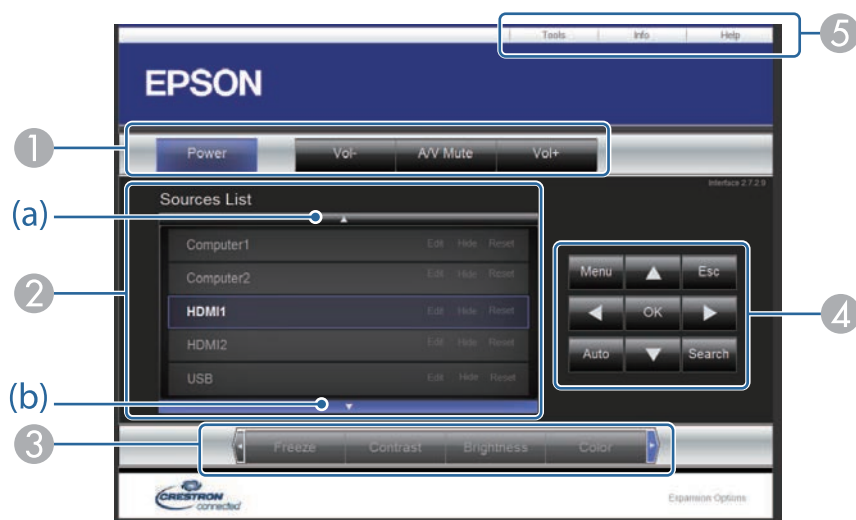 Tools Info Help
5
EPSON
1
Power Vol- A/V Mute Vol+
Interface 2.7.2.9
Sources List
(a)
Computer1 Edit Hide Reset
Computer2 Edit Hide Reset
2
HDMI1 Edit Hide Reset
HDMI2 Edit Hide Reset
USB Edit Hide Reset
(b)
Menu Esc
OK
4
Auto Search
3
Freeze Contrast Brightness Color
CRESTRON
connected
Expansion Options